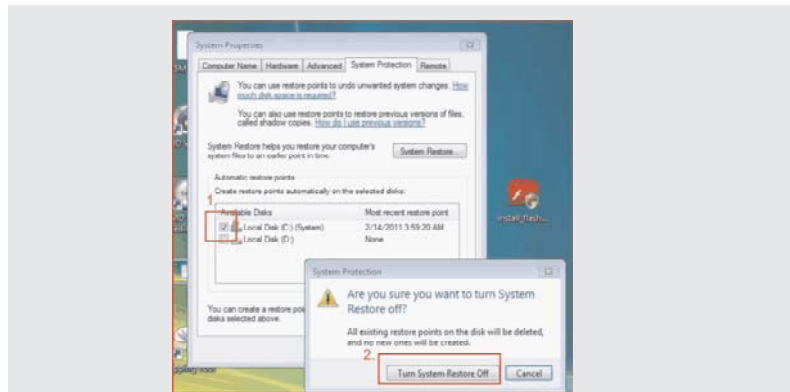 System Properties
Computer Name Hardware Advanced System Protection Remote
You can use restore points to undo unwanted system changes. How
much disk space is required?
You can also use restore points to restore previous versions of files,
called shadow copies. How do I use previous versions?
System Restore helps you restore your computer's
system files to an earlier point in time.
System Restore...
Automatic restore points
Create restore points automatically on the selected disks:
1
Available Disks Most recent restore point
Local Disk (C:) (System) 2/14/2011 3:59:20 AM
Local Disk (D:) None
You can create a restore
disks selected above.
install_flash...
System Protection
Are you sure you want to turn System
Restore off?
All existing restore points on the disk will be deleted,
and no new ones will be created.
2.
Turn System Restore Off Cancel